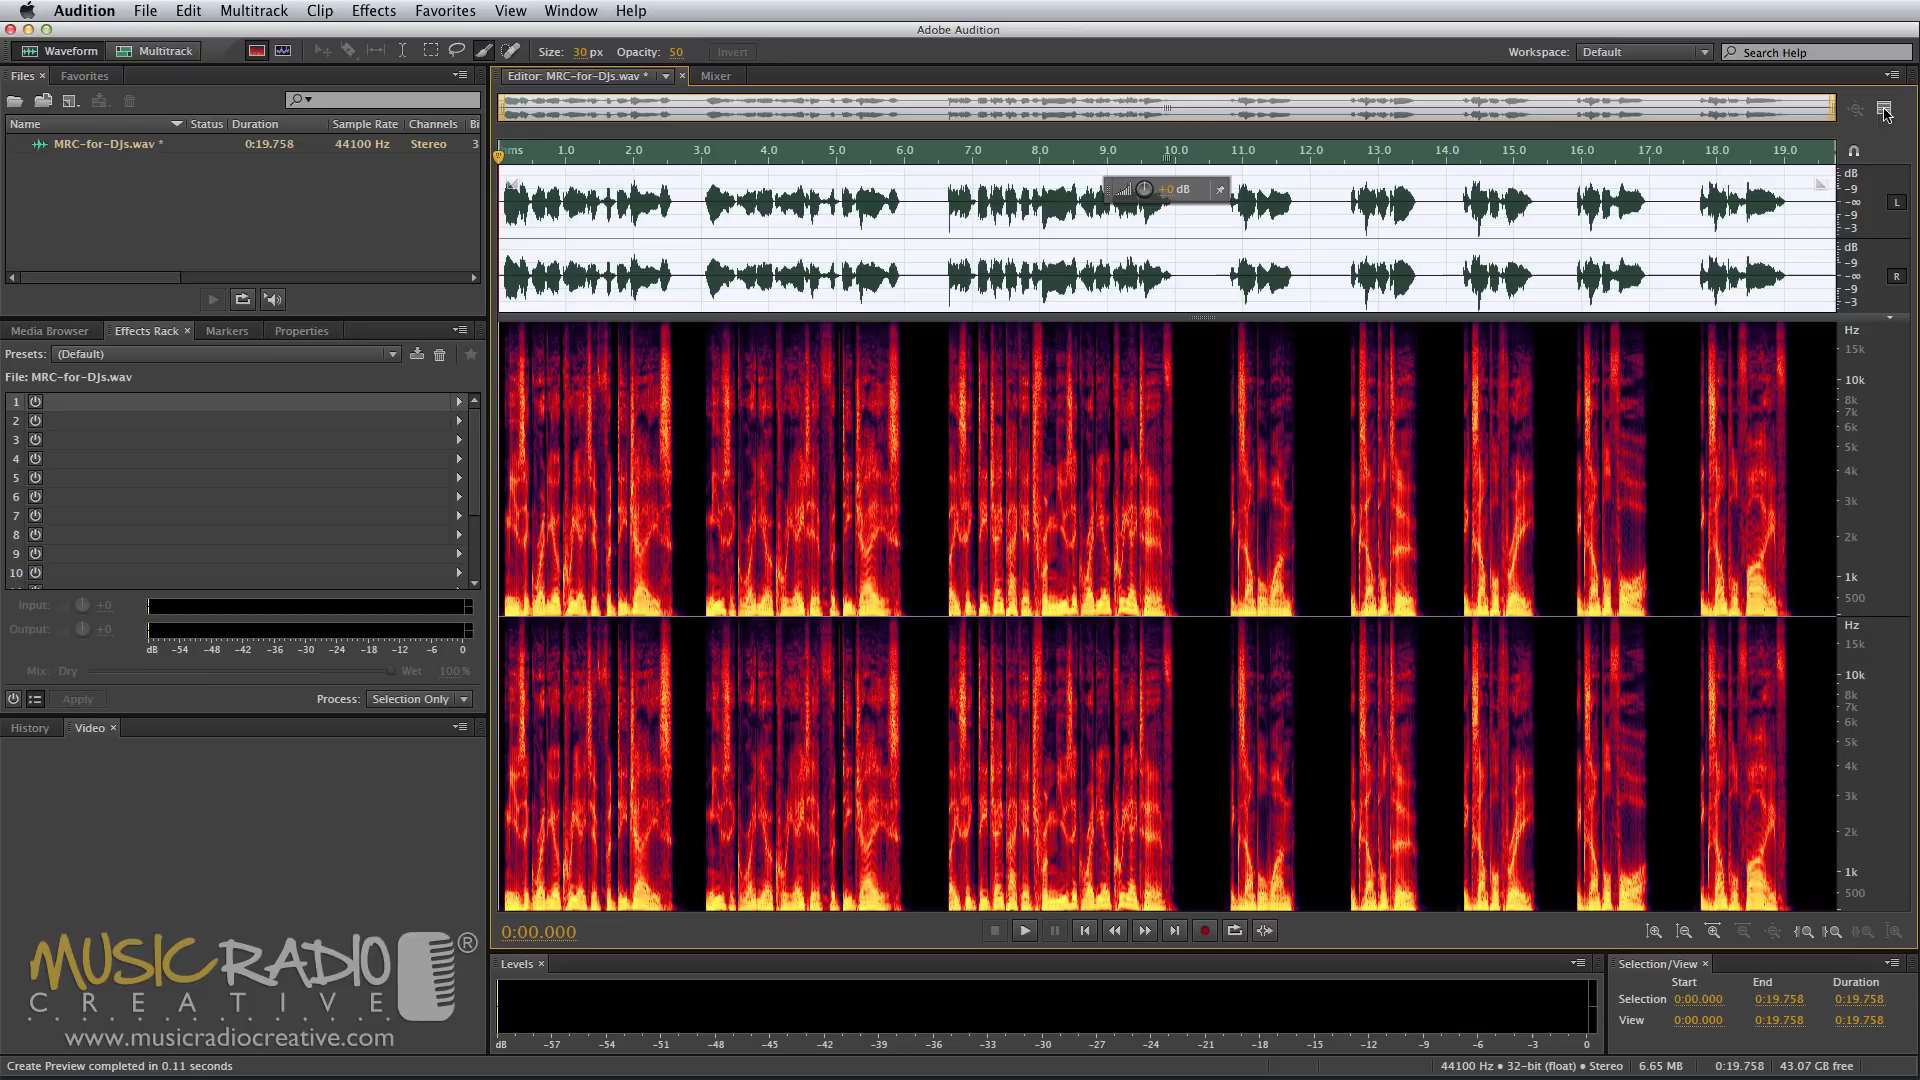 Audition File Edit Multitrack Clip Effects Favorites View Window Help
Adobe Audition
Waveform Multitrack Size: 30 px Opacity: 50 Invert Workspace: Default Search Help
Files Favorites
Name Status Duration Sample Rate Channels Bi
MRC-for-DJs.wav * 0:19.758 44100 Hz Stereo 3
Media Browser Effects Rack Markers Properties
Presets: (Default)
File: MRC-for-DJs.wav
1
2
3
4
5
6
7
8
9
10
Input: +0
Output: +0
dB -54 -48 -42 -36 -30 -24 -18 -12 -6 0
Mix: Dry Wet 100 %
Apply Process: Selection Only
History Video
MUSIC RADIO ®
CREATIVE
www.musicradiocreative.com
Create Preview completed in 0.11 seconds
Editor: MRC-for-DJs.wav * Mixer
hms 1.0 2.0 3.0 4.0 5.0 6.0 7.0 8.0 9.0 10.0 11.0 12.0 13.0 14.0 15.0 16.0 17.0 18.0 19.0
+0 dB
dB
-9
-∞
-9
-3
L
dB
-9
-∞
-9
-3
R
Hz
15k
10k
8k
7k
6k
5k
4k
3k
2k
1k
500
Hz
15k
10k
8k
7k
6k
5k
4k
3k
2k
1k
500
0:00.000
Levels
dB -57 -54 -51 -48 -45 -42 -39 -36 -33 -30 -27 -24 -21 -18 -15 -12 -9 -6 -3 0
Selection/View
Start End Duration
Selection 0:00.000 0:19.758 0:19.758
View 0:00.000 0:19.758 0:19.758
44100 Hz • 32-bit (float) • Stereo 6.65 MB 0:19.758 43.07 GB free